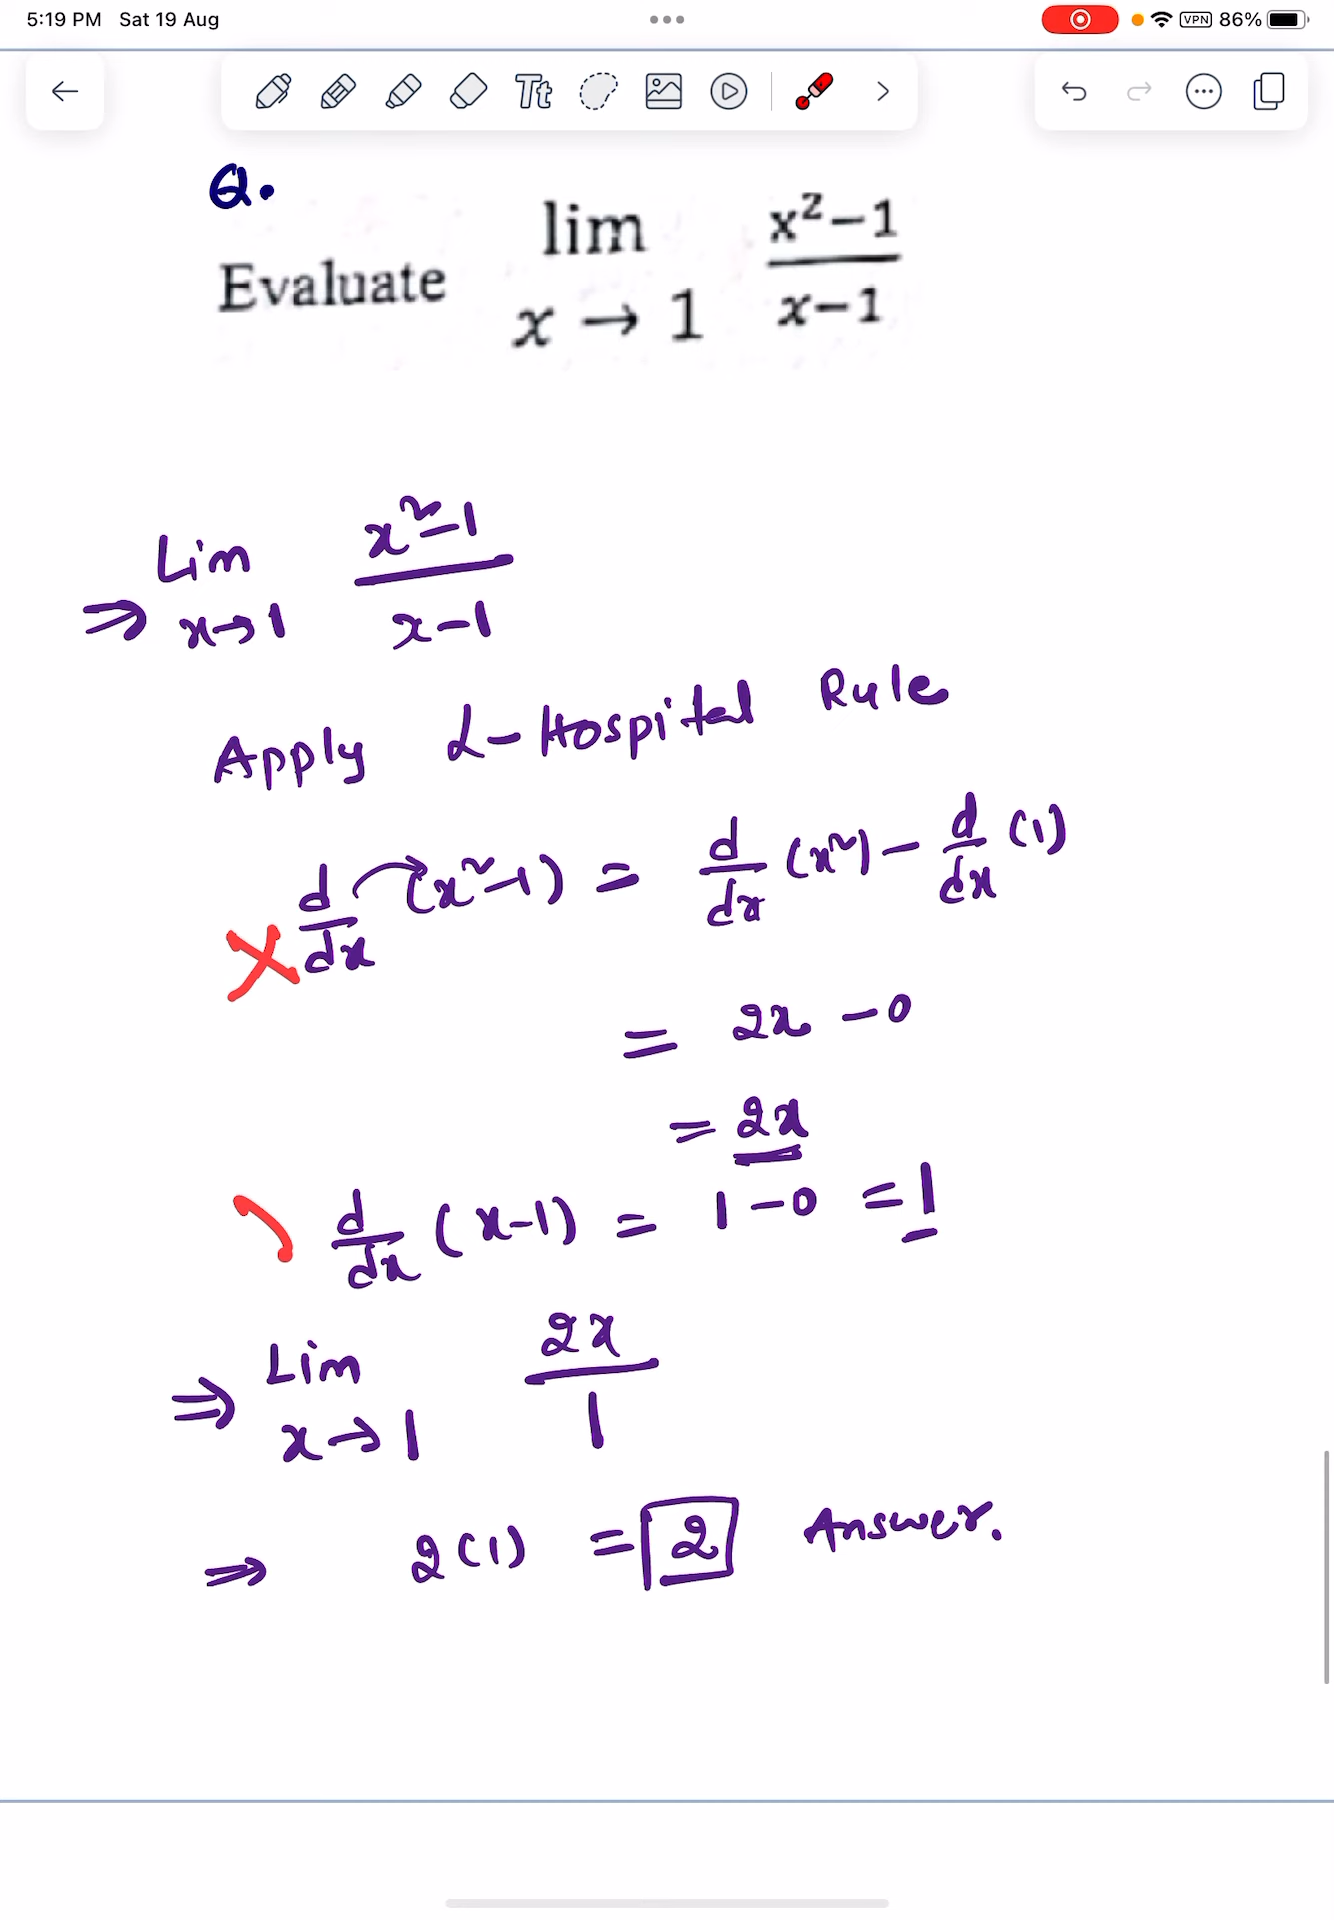 5:19 PM Sat 19 Aug
VPN 86%
Tt
Q.
Evaluate lim x → 1 x²-1 / x-1
⇒ Lim x→1 x²-1 / x-1
Apply L-Hospital Rule
d/dx (x²-1) = d/dx (x²) - d/dx (1)
= 2x - 0
= 2x
d/dx (x-1) = 1-0 = 1
⇒ Lim x→1 2x / 1
⇒ 2(1) = 2 Answer.